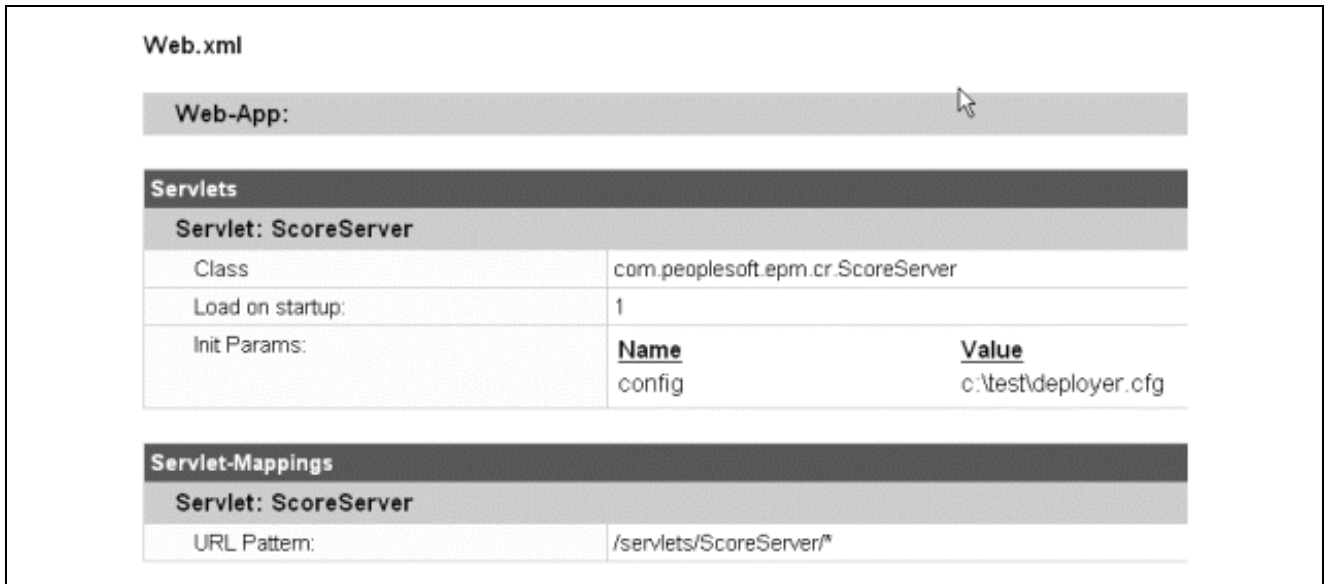 Web.xml
Web-App:
Servlets
Servlet: ScoreServer
Class com.peoplesoft.epm.cr.ScoreServer
Load on startup: 1
Init Params: Name Value
config c:\test\deployer.cfg
Servlet-Mappings
Servlet: ScoreServer
URL Pattern: /servlets/ScoreServer/*